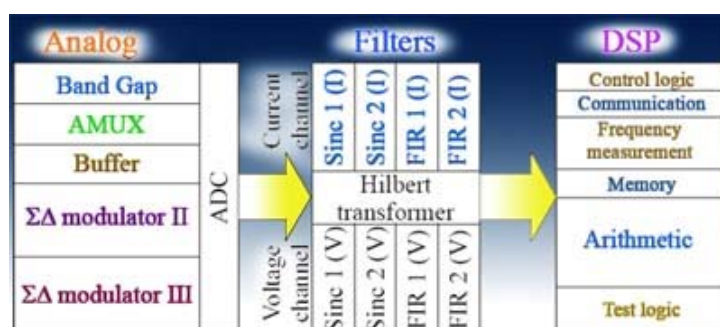 Analog
Filters
DSP
Band Gap
AMUX
Buffer
ΣΔ modulator II
ΣΔ modulator III
ADC
Current
channel
Sinc 1 (I)
Sinc 2 (I)
FIR 1 (I)
FIR 2 (I)
Hilbert
transformer
Voltage
channel
Sinc 1 (V)
Sinc 2 (V)
FIR 1 (V)
FIR 2 (V)
Control logic
Communication
Frequency
measurement
Memory
Arithmetic
Test logic